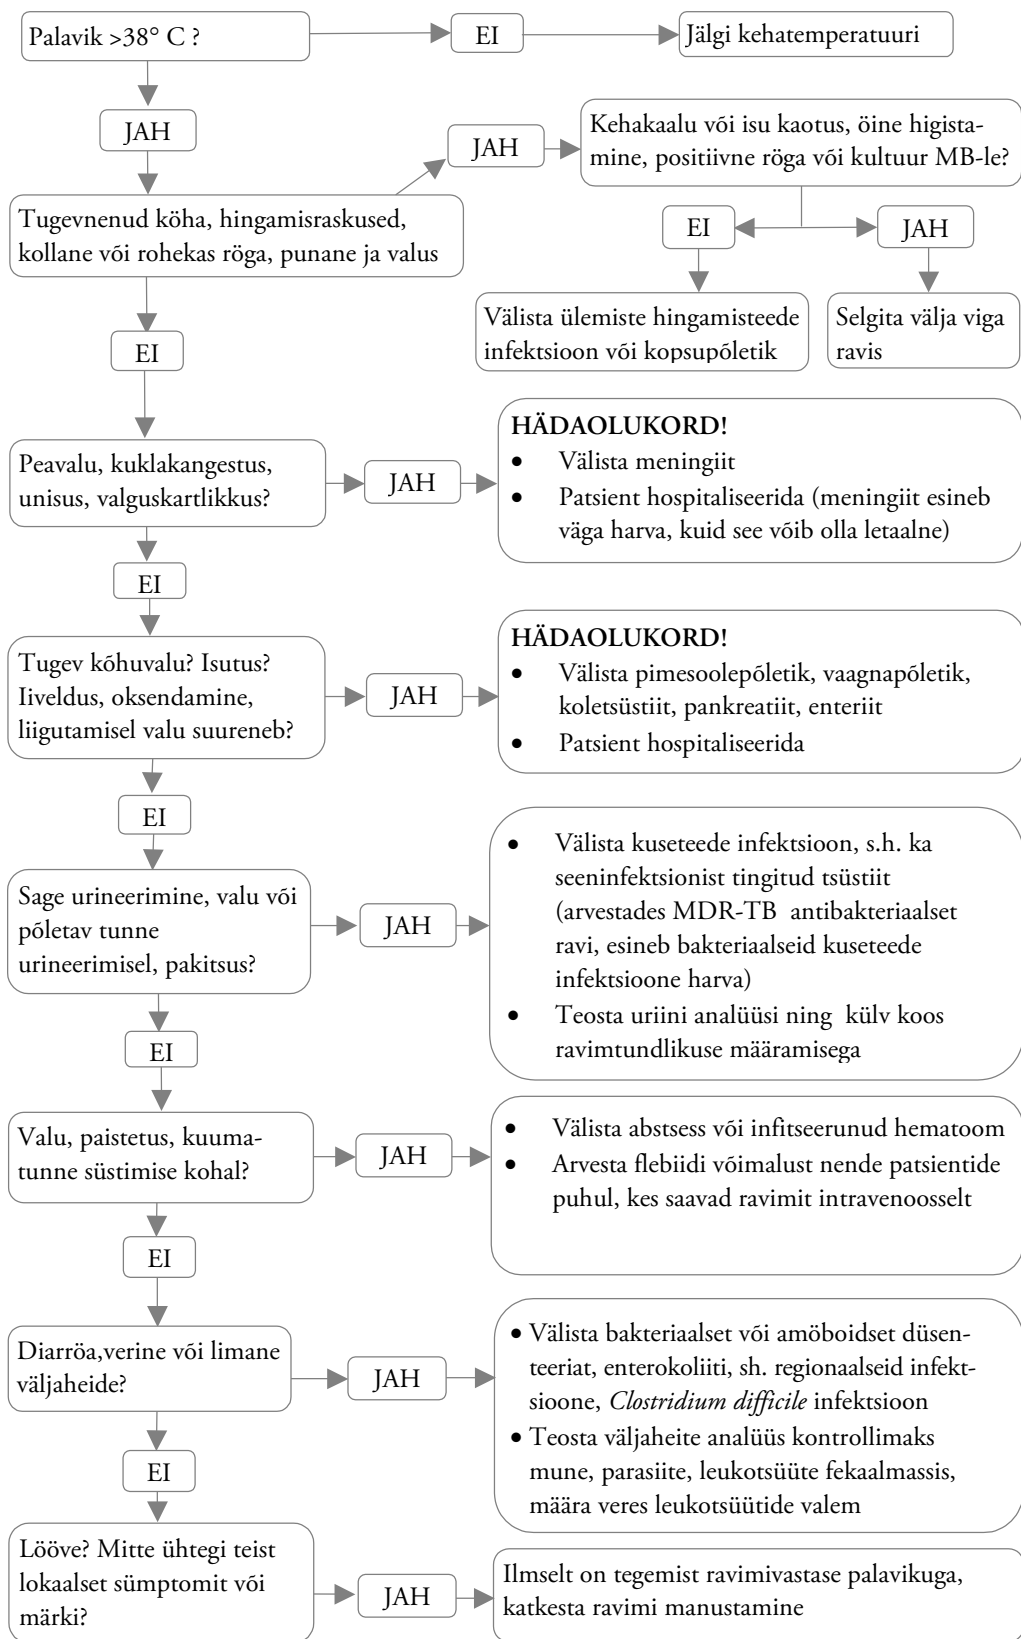 Palavik >38° C ?
EI
Jälgi kehatemperatuuri
JAH
JAH
Kehakaalu või isu kaotus, öine higista-
mine, positiivne röga või kultuur MB-le?
Tugevnenud köha, hingamisraskused,
kollane või rohekas röga, punane ja valus
EI
JAH
Välista ülemiste hingamisteede
infektsioon või kopsupõletik
Selgita välja viga
ravis
EI
Peavalu, kuklakangestus,
unisus, valguskartlikkus?
JAH
HÄDAOLUKORD!
• Välista meningiit
• Patsient hospitaliseerida (meningiit esineb
väga harva, kuid see võib olla letaalne)
EI
Tugev kõhuvalu? Isutus?
Iiveldus, oksendamine,
liigutamisel valu suureneb?
JAH
HÄDAOLUKORD!
• Välista pimesoolepõletik, vaagnapõletik,
koletsüstiit, pankreatiit, enteriit
• Patsient hospitaliseerida
EI
Sage urineerimine, valu või
põletav tunne
urineerimisel, pakitsus?
JAH
• Välista kuseteede infektsioon, s.h. ka
seeninfektsionist tingitud tsüstiit
(arvestades MDR-TB antibakteriaalset
ravi, esineb bakteriaalseid kuseteede
infektsioone harva)
• Teosta uriini analüüsi ning külv koos
ravimtundlikuse määramisega
EI
Valu, paistetus, kuuma-
tunne süstimise kohal?
JAH
• Välista abstsess või infitseerunud hematoom
• Arvesta flebiidi võimalust nende patsientide
puhul, kes saavad ravimit intravenoosselt
EI
Diarröa,verine või limane
väljaheide?
JAH
• Välista bakteriaalset või amöboidset düsen-
teeriat, enterokoliiti, sh. regionaalseid infekt-
sioone, Clostridium difficile infektsioon
• Teosta väljaheite analüüs kontrollimaks
mune, parasiite, leukotsüüte fekaalmassis,
määra veres leukotsüütide valem
EI
Lööve? Mitte ühtegi teist
lokaalset sümptomit või
märki?
JAH
Ilmselt on tegemist ravimivastase palavikuga,
katkesta ravimi manustamine